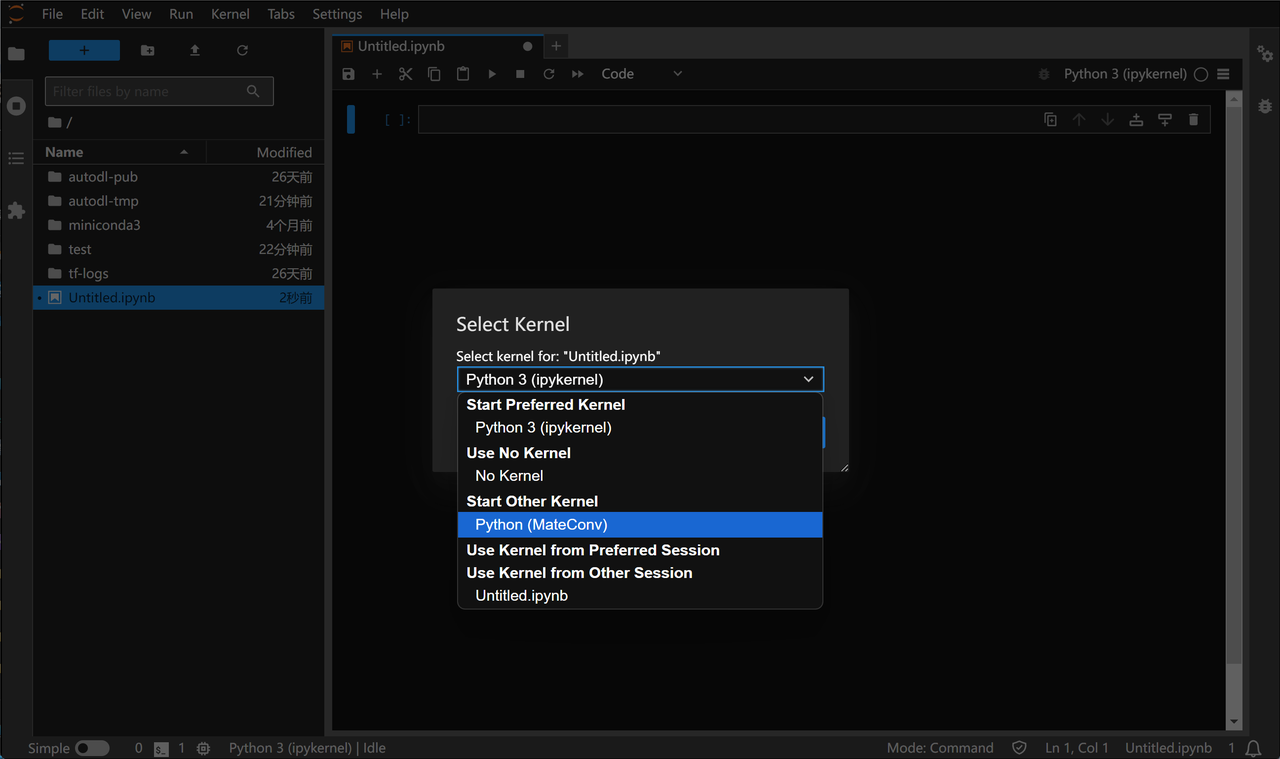 File Edit View Run Kernel Tabs Settings Help
+
Filter files by name
/
Name Modified
autodl-pub 26天前
autodl-tmp 21分钟前
miniconda3 4个月前
test 22分钟前
tf-logs 26天前
Untitled.ipynb 2秒前
Untitled.ipynb
Code Python 3 (ipykernel)
[ ]:
Select Kernel
Select kernel for: "Untitled.ipynb"
Python 3 (ipykernel)
Start Preferred Kernel
Python 3 (ipykernel)
Use No Kernel
No Kernel
Start Other Kernel
Python (MateConv)
Use Kernel from Preferred Session
Use Kernel from Other Session
Untitled.ipynb
Simple 0 1 Python 3 (ipykernel) | Idle Mode: Command Ln 1, Col 1 Untitled.ipynb 1